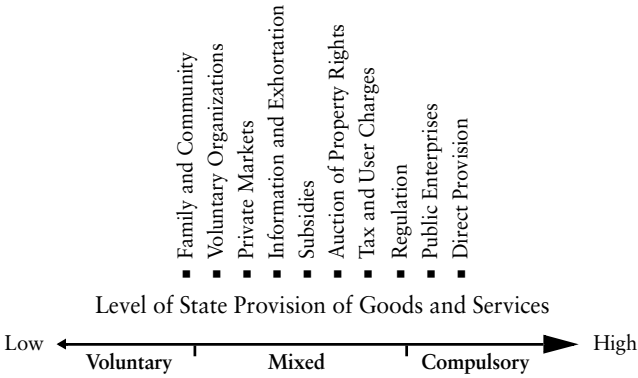 Family and Community
Voluntary Organizations
Private Markets
Information and Exhortation
Subsidies
Auction of Property Rights
Tax and User Charges
Regulation
Public Enterprises
Direct Provision
Level of State Provision of Goods and Services
Low
High
Voluntary
Mixed
Compulsory